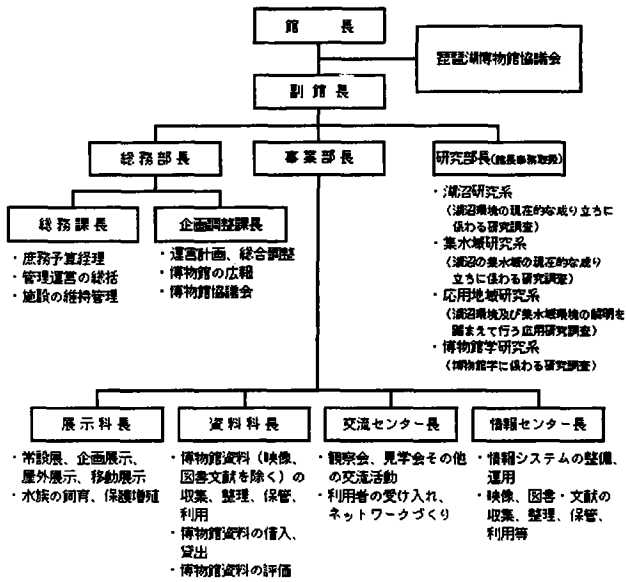 館　長
琵琶湖博物館協議会
副 館 長
総 務 部 長
事 業 部 長
研究部長(館長事務取扱)
総 務 課 長
・庶務予算経理
・管理運営の総括
・施設の維持管理
企画調整課長
・運営計画、総合調整
・博物館の広報
・博物館協議会
・湖沼研究系
(湖沼環境の現在的な成り立ちに
係わる研究調査)
・集水域研究系
(湖沼の集水域の現在的な成り
立ちに係わる研究調査)
・応用地域研究系
(湖沼環境及び集水域環境の解明を
踏まえて行う応用研究調査)
・博物館学研究系
(博物館学に係わる研究調査)
展 示 科 長
・常設展、企画展示、
屋外展示、移動展示
・水族の飼育、保護増殖
資 料 科 長
・博物館資料（映像、
図書文献を除く）の
収集、整理、保管、
利用
・博物館資料の借入、
貸出
・博物館資料の評価
交流センター長
・観察会、見学会その他
の交流活動
・利用者の受け入れ、
ネットワークづくり
情報センター長
・情報システムの整備、
運用
・映像、図書・文献の
収集、整理、保管、
利用等